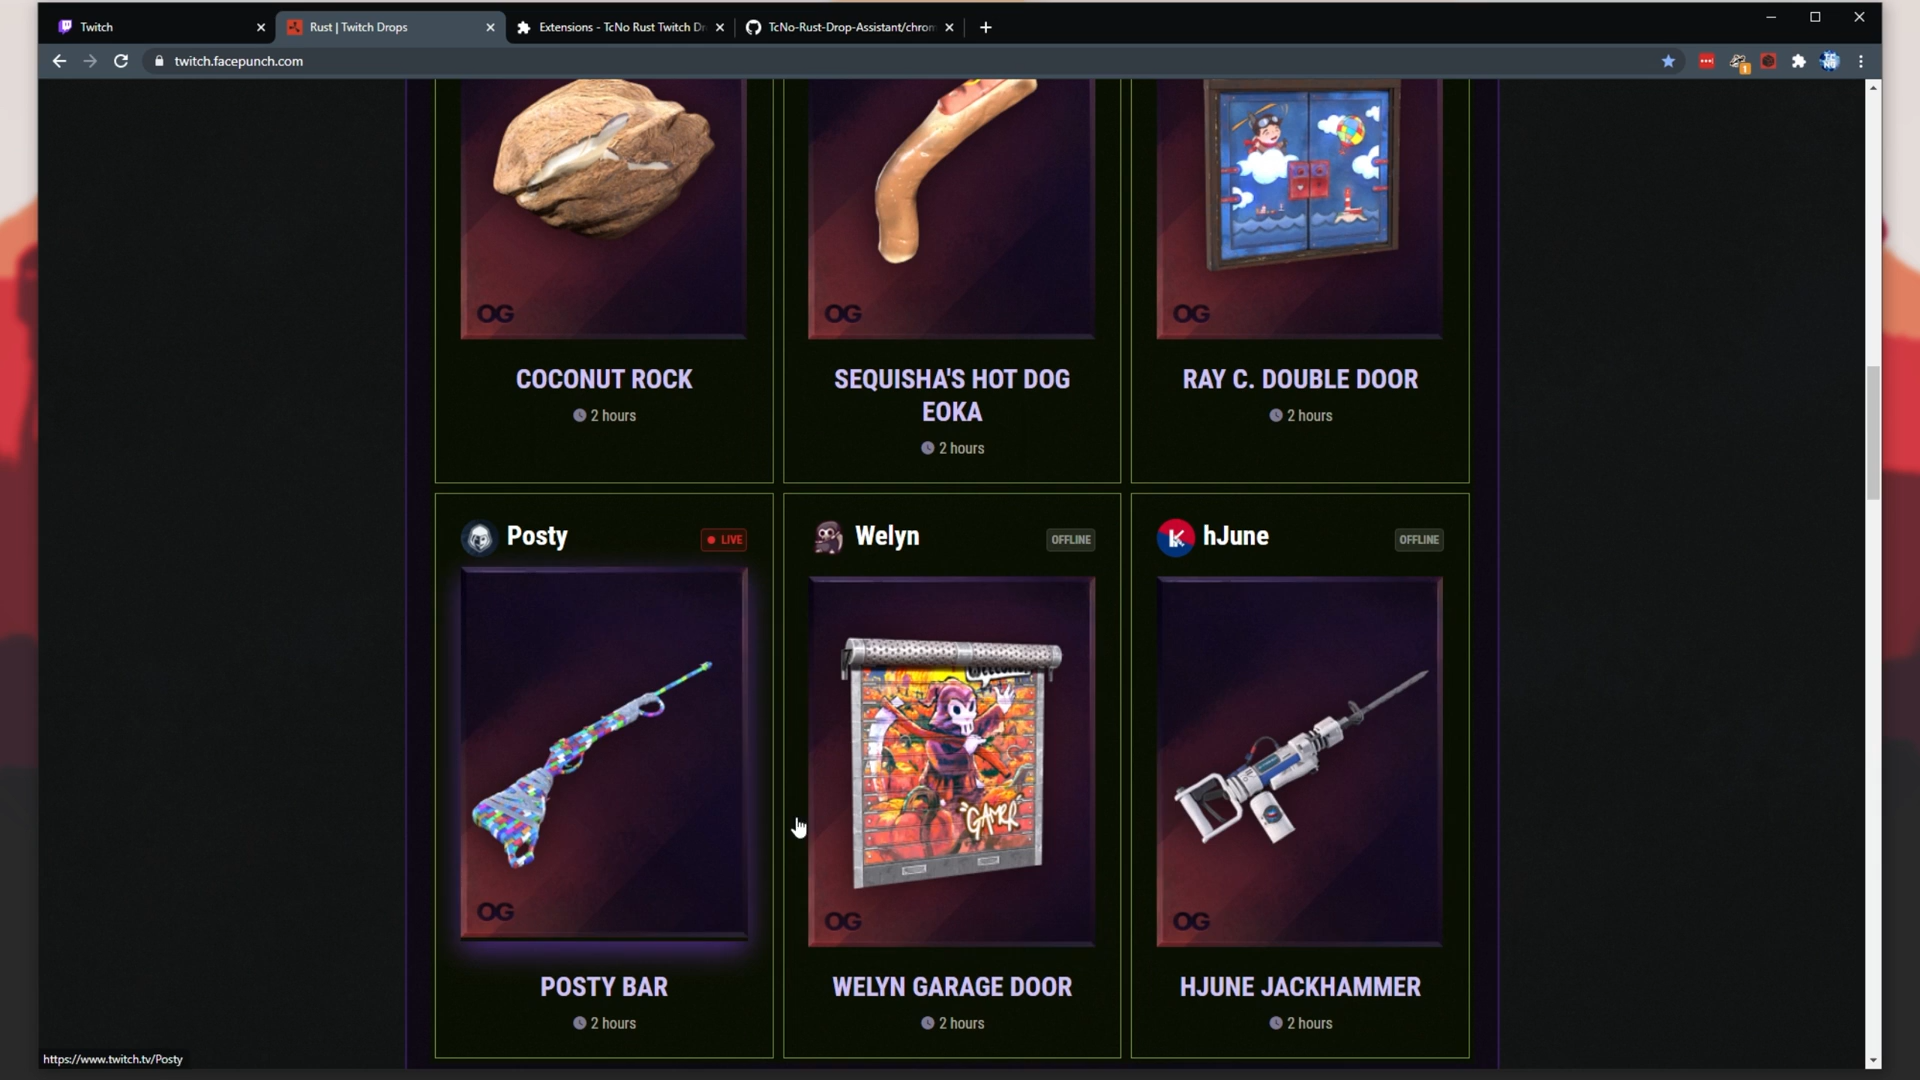 Twitch
Rust | Twitch Drops
Extensions - TcNo Rust Twitch Dr
TcNo-Rust-Drop-Assistant/chrom
twitch.facepunch.com
1
OG
OG
OG
COCONUT ROCK
SEQUISHA'S HOT DOG
EOKA
RAY C. DOUBLE DOOR
2 hours
2 hours
2 hours
Posty
LIVE
Welyn
OFFLINE
hJune
OFFLINE
"GAMRR"
OG
OG
OG
POSTY BAR
WELYN GARAGE DOOR
HJUNE JACKHAMMER
2 hours
2 hours
2 hours
https://www.twitch.tv/Posty